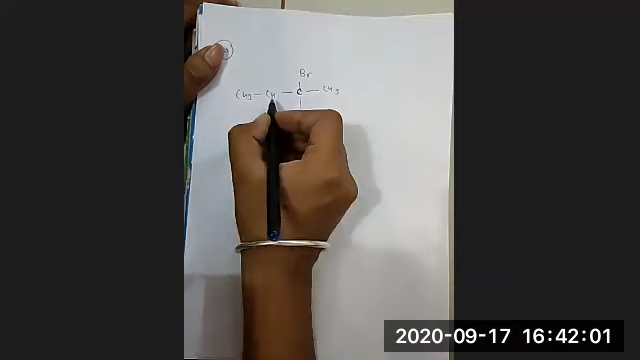 Br
CH3 — CH — C — CH3
2020-09-17 16:42:01